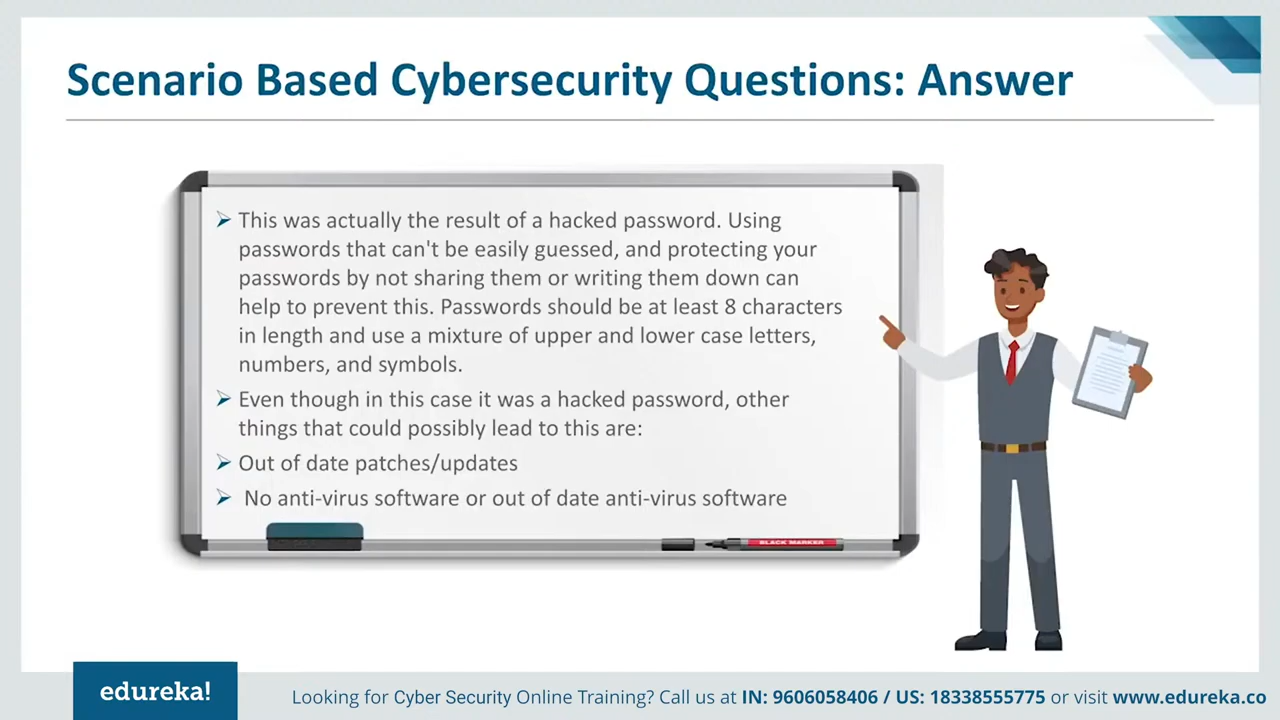 Scenario Based Cybersecurity Questions: Answer
This was actually the result of a hacked password. Using
passwords that can't be easily guessed, and protecting your
passwords by not sharing them or writing them down can
help to prevent this. Passwords should be at least 8 characters
in length and use a mixture of upper and lower case letters,
numbers, and symbols.
Even though in this case it was a hacked password, other
things that could possibly lead to this are:
Out of date patches/updates
No anti-virus software or out of date anti-virus software
BLACK MARKER
edureka!
Looking for Cyber Security Online Training? Call us at IN: 9606058406 / US: 18338555775 or visit www.edureka.co